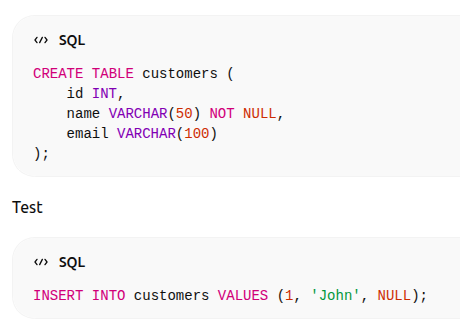 SQL
CREATE TABLE customers (
    id INT,
    name VARCHAR(50) NOT NULL,
    email VARCHAR(100)
);
Test
SQL
INSERT INTO customers VALUES (1, 'John', NULL);